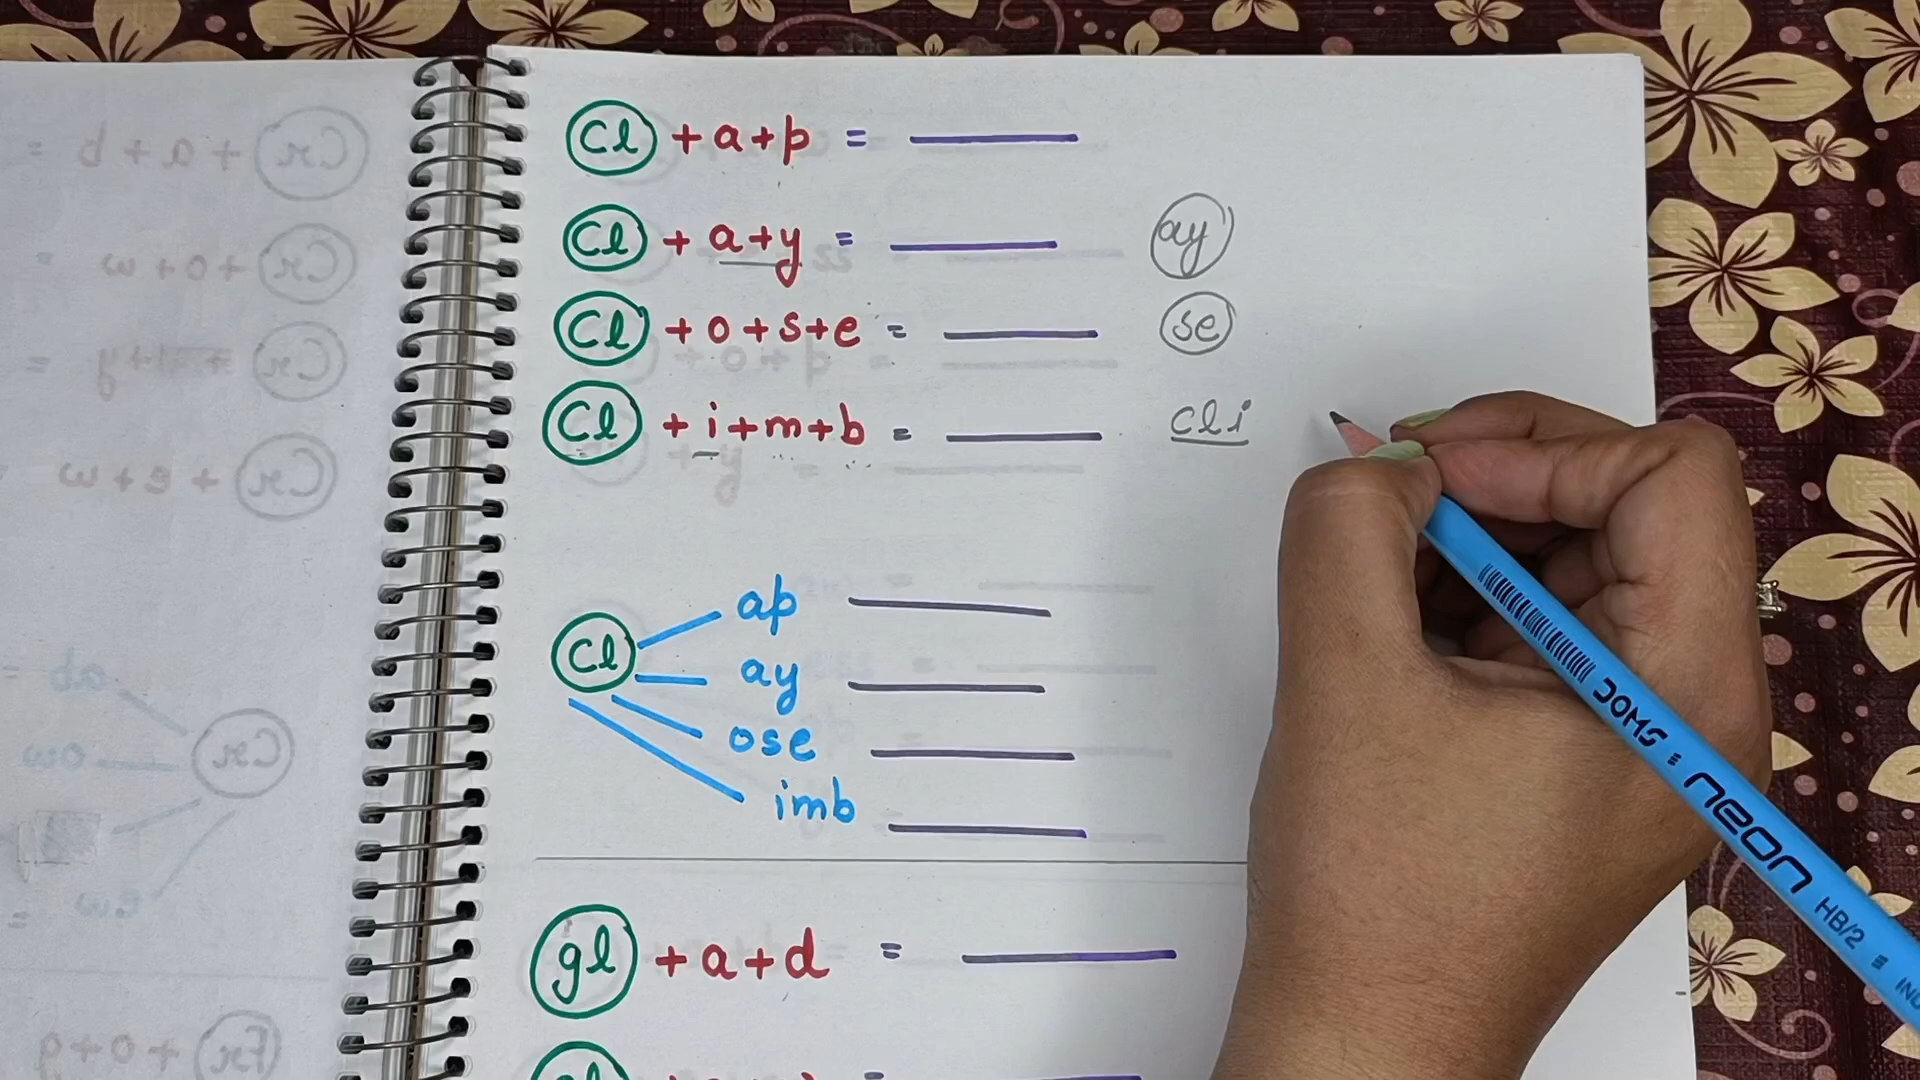 Cl + a + p =
Cl + a + y = ay
Cl + o + s + e = se
Cl + i + m + b = cli
Cl ap
ay
ose
imb
gl + a + d =
DOMS neon HB/2